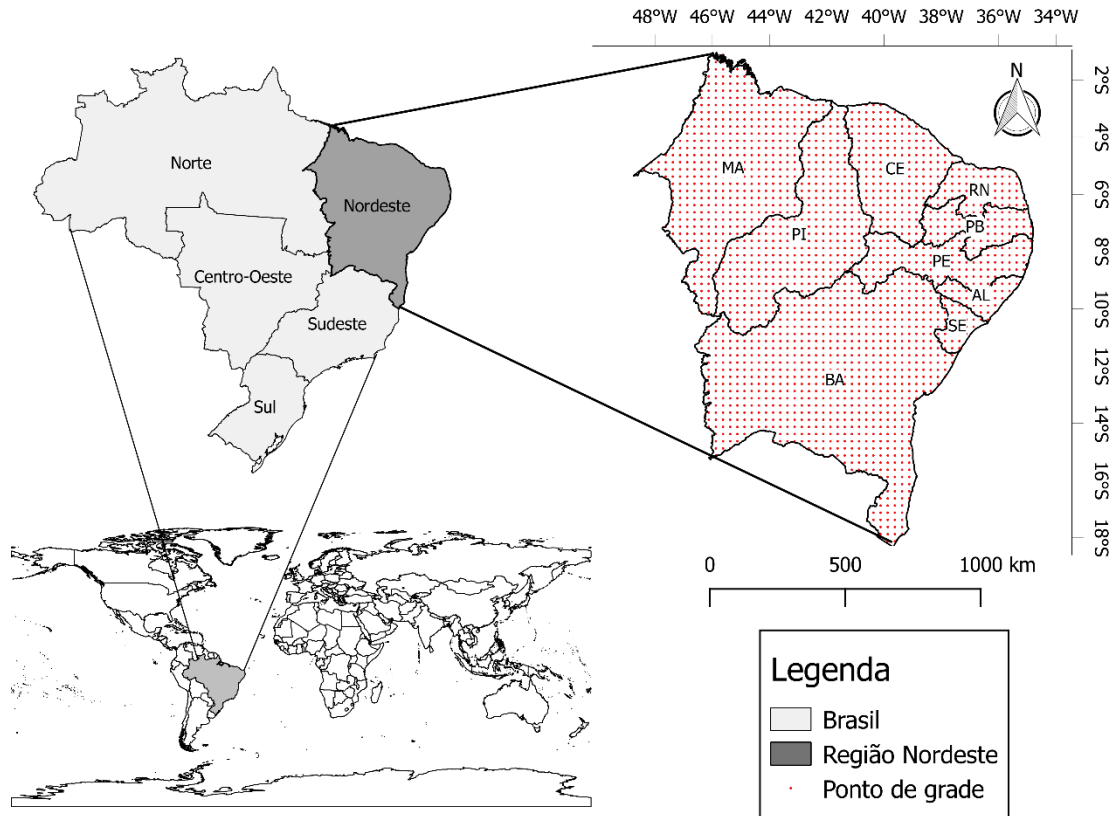 48°W 46°W 44°W 42°W 40°W 38°W 36°W 34°W
N
2°S
4°S
6°S
8°S
10°S
12°S
14°S
16°S
18°S
Norte
Nordeste
Centro-Oeste
Sudeste
Sul
MA
CE
RN
PB
PI
PE
AL
SE
BA
0 500 1000 km
Legenda
Brasil
Região Nordeste
Ponto de grade